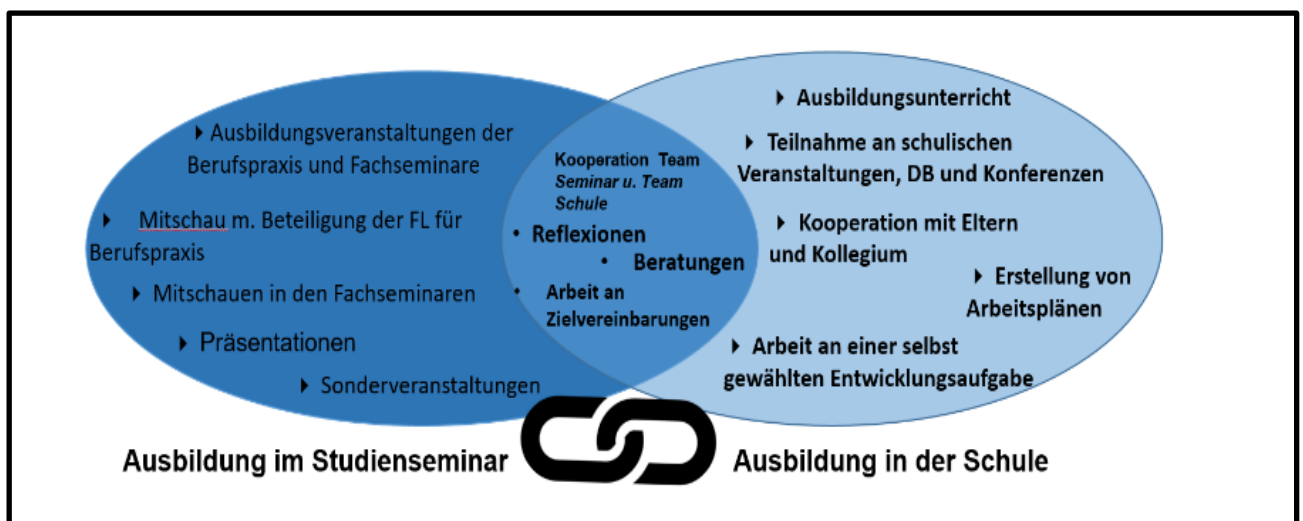 ▸ Ausbildungsveranstaltungen der
Berufspraxis und Fachseminare
▸ Mitschau m. Beteiligung der FL für
Berufspraxis
▸ Mitschauen in den Fachseminaren
▸ Präsentationen
▸ Sonderveranstaltungen
Kooperation Team
Seminar u. Team
Schule
• Reflexionen
• Beratungen
• Arbeit an
Zielvereinbarungen
▸ Ausbildungsunterricht
▸ Teilnahme an schulischen
Veranstaltungen, DB und Konferenzen
▸ Kooperation mit Eltern
und Kollegium
▸ Erstellung von
Arbeitsplänen
▸ Arbeit an einer selbst
gewählten Entwicklungsaufgabe
Ausbildung im Studienseminar
Ausbildung in der Schule